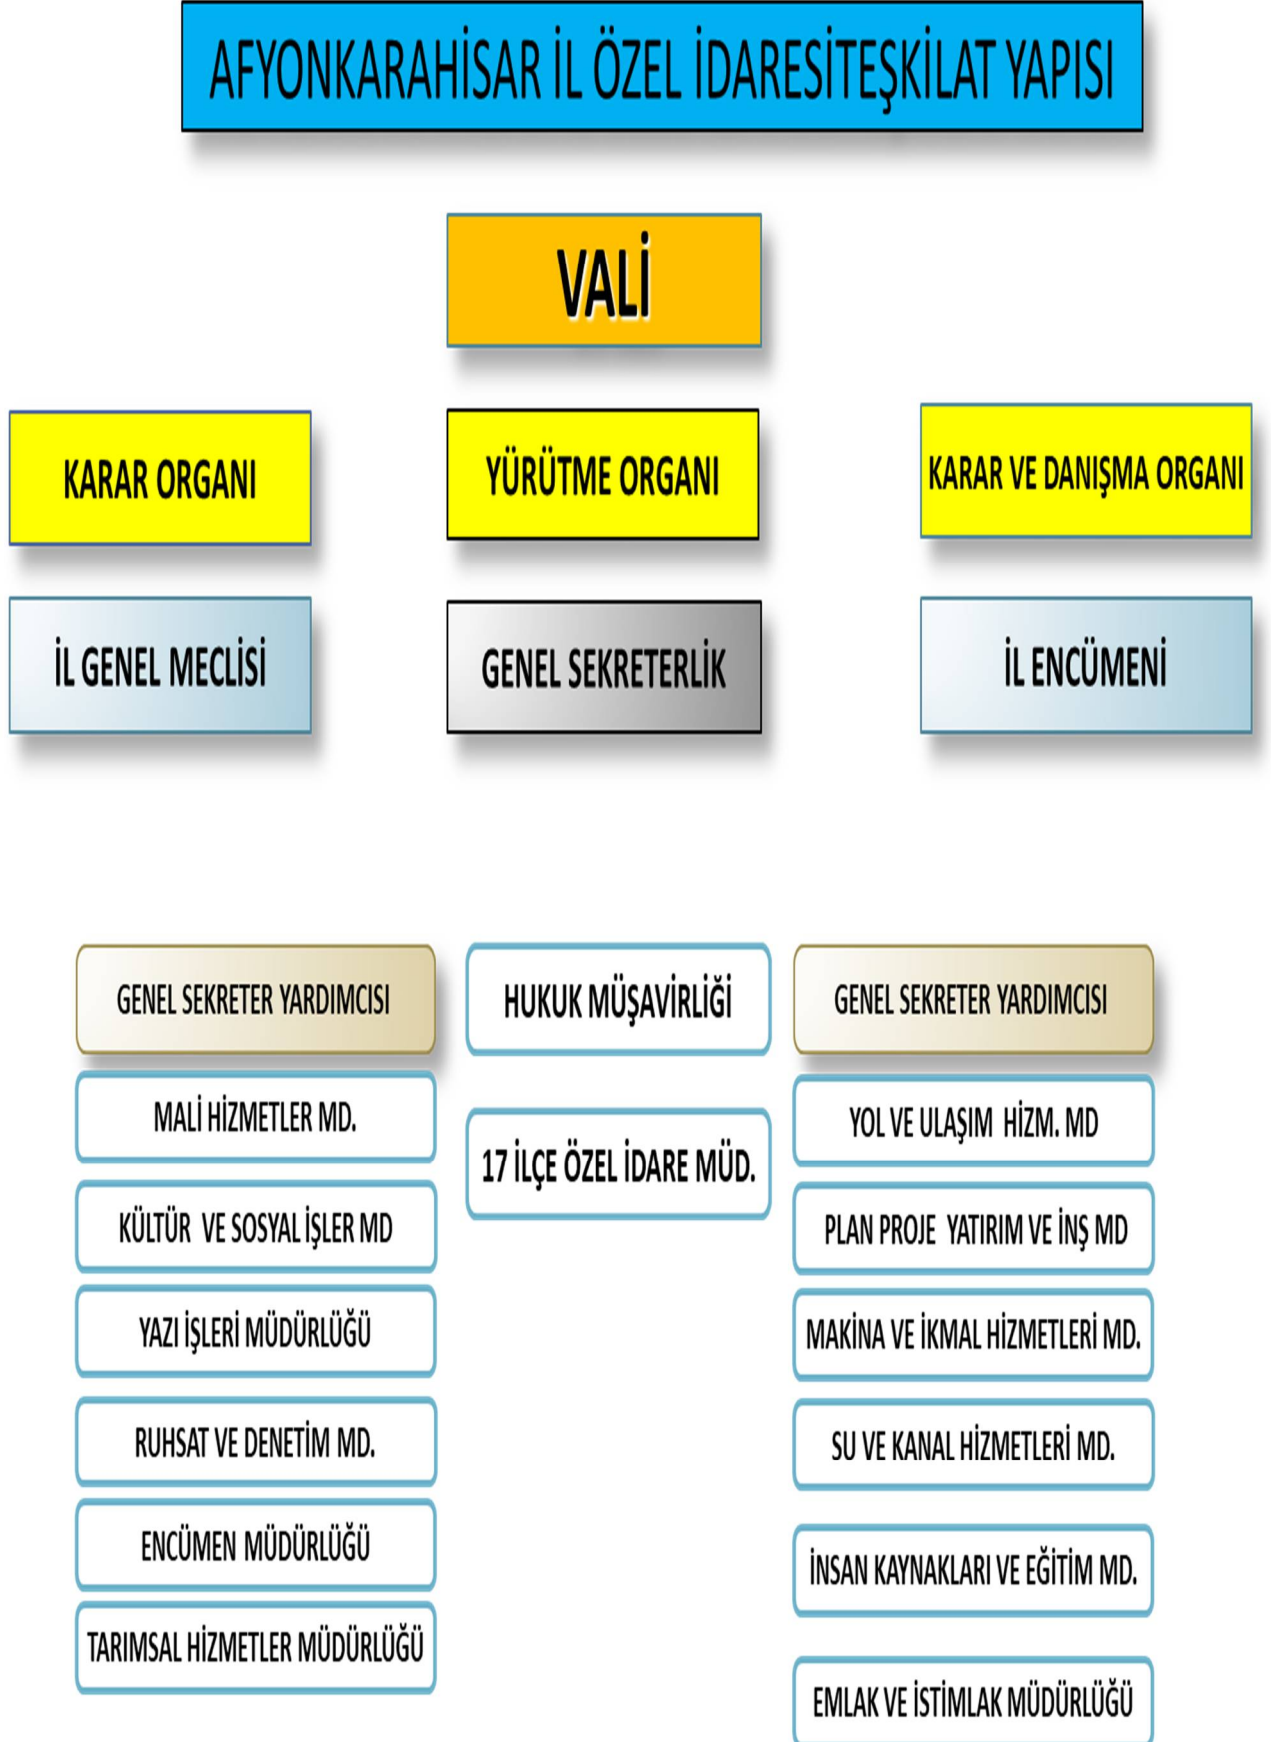 AFYONKARAHİSAR İL ÖZEL İDARESİTEŞKİLAT YAPISI
VALİ
KARAR ORGANI
YÜRÜTME ORGANI
KARAR VE DANIŞMA ORGANI
İL GENEL MECLİSİ
GENEL SEKRETERLİK
İL ENCÜMENİ
GENEL SEKRETER YARDIMCISI
MALİ HİZMETLER MD.
KÜLTÜR VE SOSYAL İŞLER MD
YAZI İŞLERİ MÜDÜRLÜĞÜ
RUHSAT VE DENETİM MD.
ENCÜMEN MÜDÜRLÜĞÜ
TARIMSAL HİZMETLER MÜDÜRLÜĞÜ
HUKUK MÜŞAVİRLİĞİ
17 İLÇE ÖZEL İDARE MÜD.
GENEL SEKRETER YARDIMCISI
YOL VE ULAŞIM HİZM. MD
PLAN PROJE YATIRIM VE İNŞ MD
MAKİNA VE İKMAL HİZMETLERİ MD.
SU VE KANAL HİZMETLERİ MD.
İNSAN KAYNAKLARI VE EĞİTİM MD.
EMLAK VE İSTİMLAK MÜDÜRLÜĞÜ